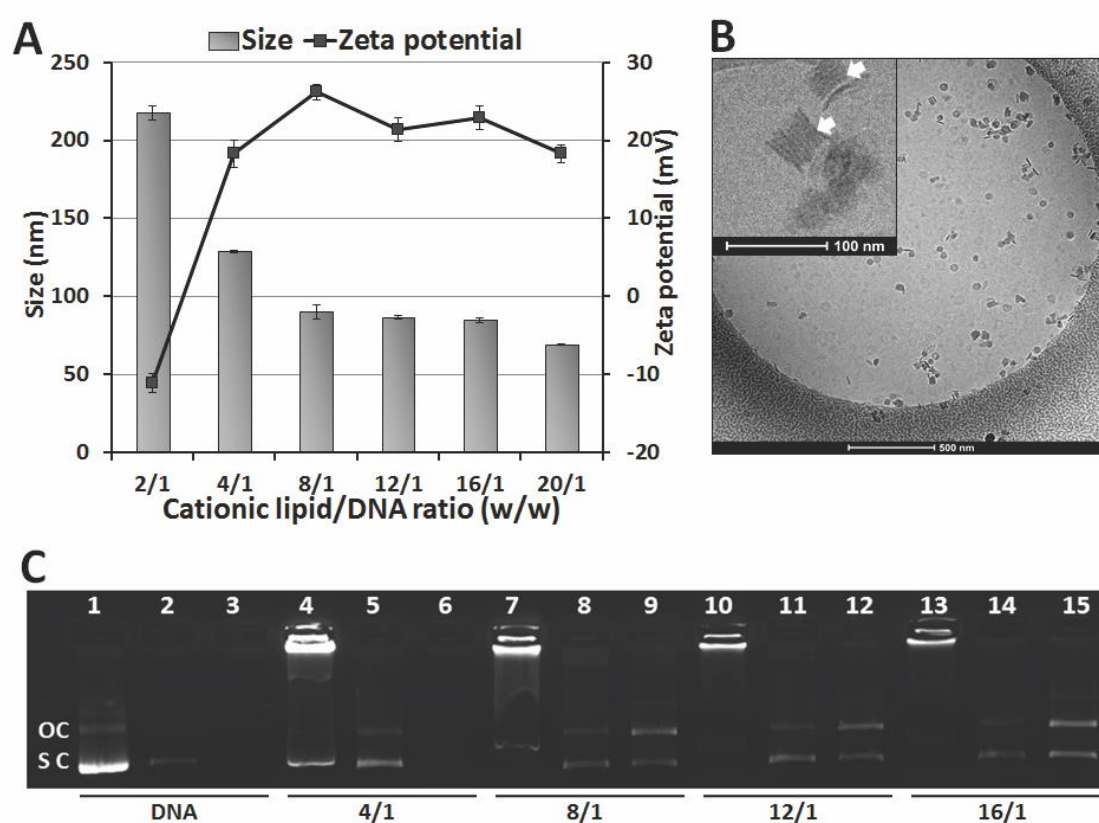 A
Size Zeta potential
250
200
150
100
50
0
Size (nm)
30
20
10
0
-10
-20
Zeta potential (mV)
2/1 4/1 8/1 12/1 16/1 20/1
Cationic lipid/DNA ratio (w/w)
B
100 nm
500 nm
C
1 2 3 4 5 6 7 8 9 10 11 12 13 14 15
OC
S C
DNA 4/1 8/1 12/1 16/1